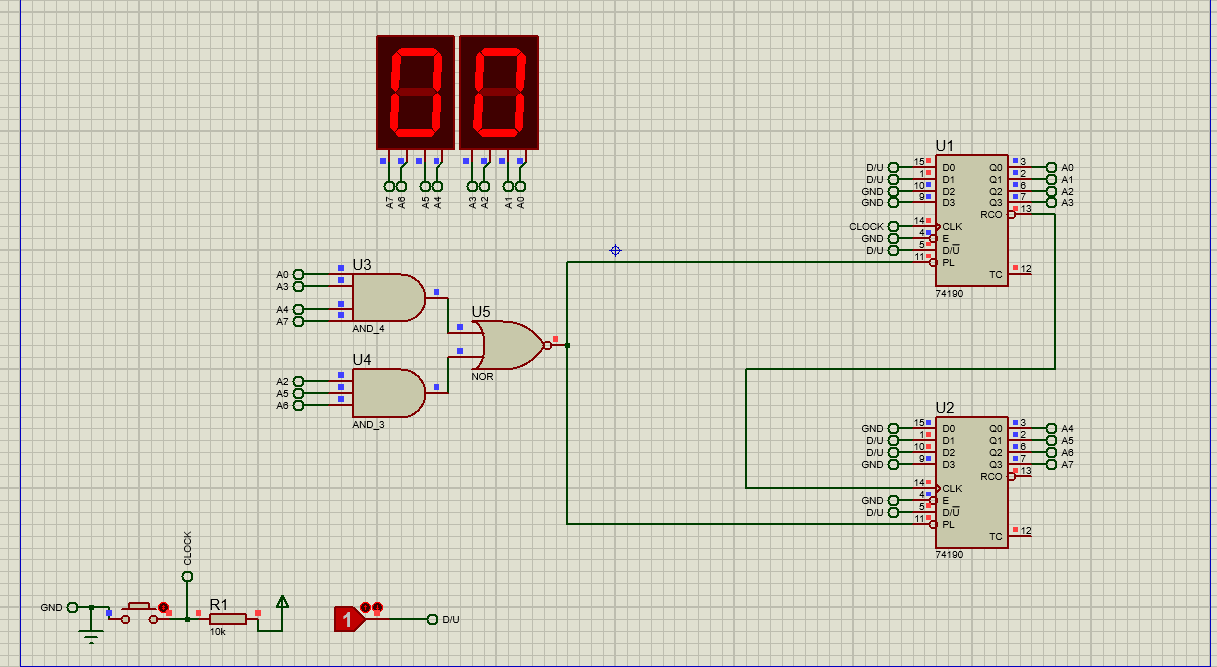 00
A7 A6 A5 A4 A3 A2 A1 A0
U3
A0
A3
A4
A7
AND_4
U4
A2
A5
A6
AND_3
U5
NOR
U1
D/U 15 D0 Q0 3 A0
D/U 1 D1 Q1 2 A1
GND 10 D2 Q2 6 A2
GND 9 D3 Q3 7 A3
RCO 13
CLOCK 14 CLK
GND 4 E
D/U 5 D/U
11 PL
TC 12
74190
U2
GND 15 D0 Q0 3 A4
D/U 1 D1 Q1 2 A5
D/U 10 D2 Q2 6 A6
GND 9 D3 Q3 7 A7
RCO 13
14 CLK
GND 4 E
D/U 5 D/U
11 PL
TC 12
74190
CLOCK
GND
R1
10k
1
D/U